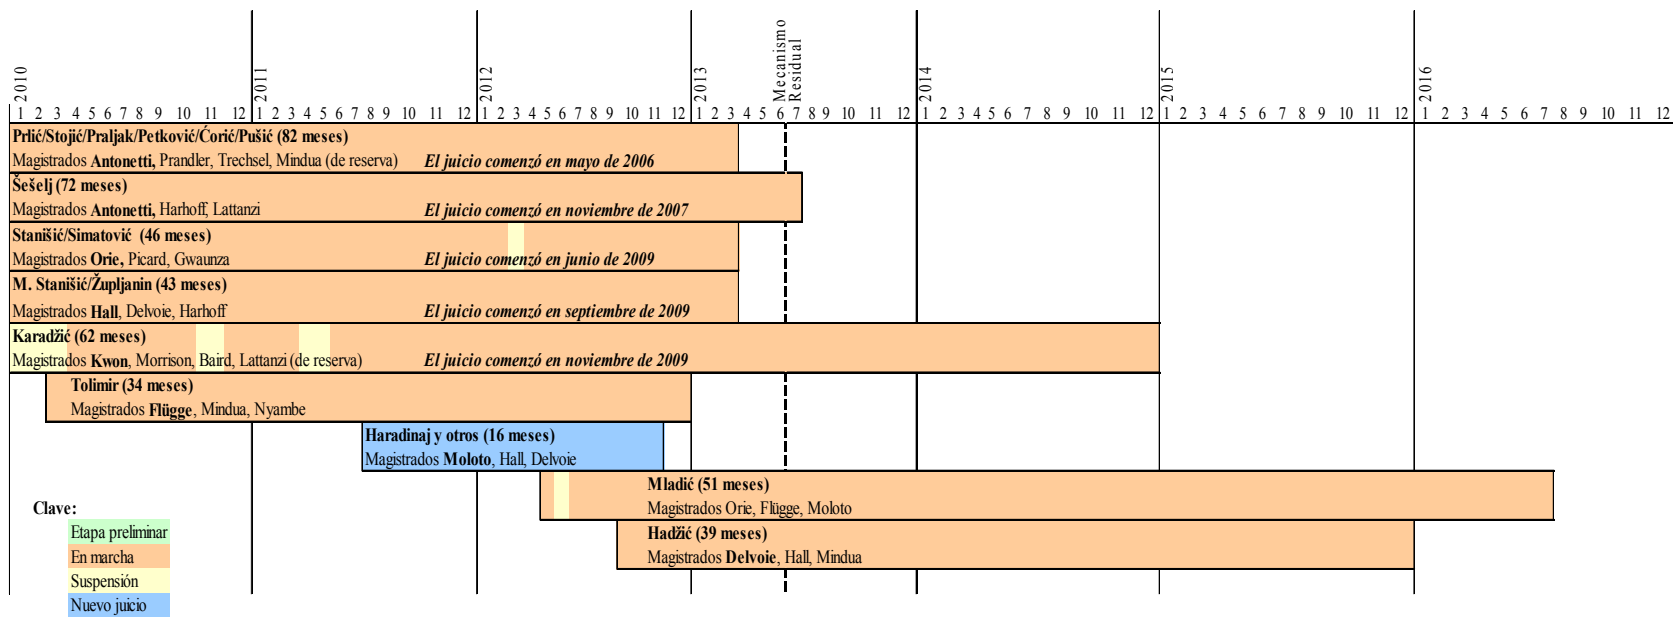 2010 2011 2012 2013 Mecanismo Residual 2014 2015 2016
1 2 3 4 5 6 7 8 9 10 11 12 1 2 3 4 5 6 7 8 9 10 11 12 1 2 3 4 5 6 7 8 9 10 11 12 1 2 3 4 5 6 7 8 9 10 11 12 1 2 3 4 5 6 7 8 9 10 11 12 1 2 3 4 5 6 7 8 9 10 11 12 1 2 3 4 5 6 7 8 9 10 11 12
Prlić/Stojić/Praljak/Petković/Ćorić/Pušić (82 meses)
Magistrados Antonetti, Prandler, Trechsel, Mindua (de reserva) El juicio comenzó en mayo de 2006
Šešelj (72 meses)
Magistrados Antonetti, Harhoff, Lattanzi El juicio comenzó en noviembre de 2007
Stanišić/Simatović (46 meses)
Magistrados Orie, Picard, Gwaunza El juicio comenzó en junio de 2009
M. Stanišić/Župljanin (43 meses)
Magistrados Hall, Delvoie, Harhoff El juicio comenzó en septiembre de 2009
Karadžić (62 meses)
Magistrados Kwon, Morrison, Baird, Lattanzi (de reserva) El juicio comenzó en noviembre de 2009
Tolimir (34 meses)
Magistrados Flügge, Mindua, Nyambe
Haradinaj y otros (16 meses)
Magistrados Moloto, Hall, Delvoie
Mladić (51 meses)
Magistrados Orie, Flügge, Moloto
Hadžić (39 meses)
Magistrados Delvoie, Hall, Mindua
Clave:
Etapa preliminar
En marcha
Suspensión
Nuevo juicio